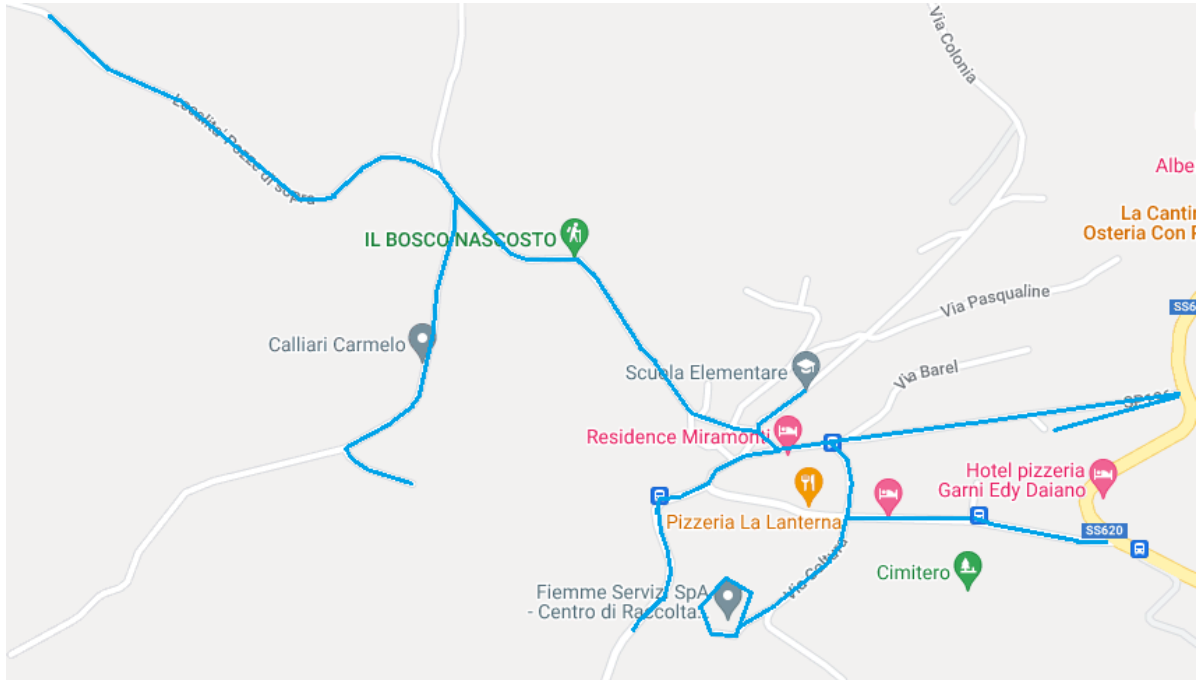 Via Colonia
Localita' Pozze di sopra
Albe
La Cantin
Osteria Con P
IL BOSCO NASCOSTO
Via Pasqualine
SS6
Calliari Carmelo
Scuola Elementare
Via Barel
Residence Miramonti
Hotel pizzeria
Garni Edy Daiano
Pizzeria La Lanterna
SS620
Via Coltura
Cimitero
Fiemme Servizi SpA
- Centro di Raccolta...